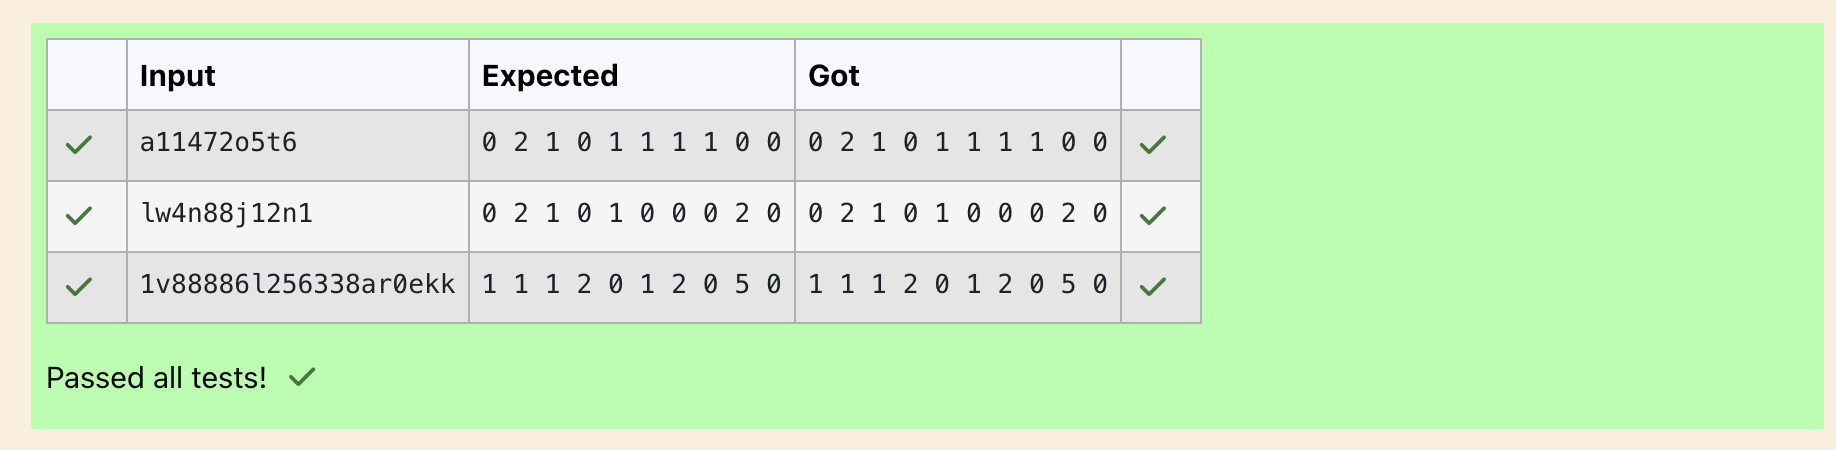 Input Expected Got
a11472o5t6 0 2 1 0 1 1 1 1 0 0 0 2 1 0 1 1 1 1 0 0
lw4n88j12n1 0 2 1 0 1 0 0 0 2 0 0 2 1 0 1 0 0 0 2 0
1v88886l256338ar0ekk 1 1 1 2 0 1 2 0 5 0 1 1 1 2 0 1 2 0 5 0
Passed all tests!